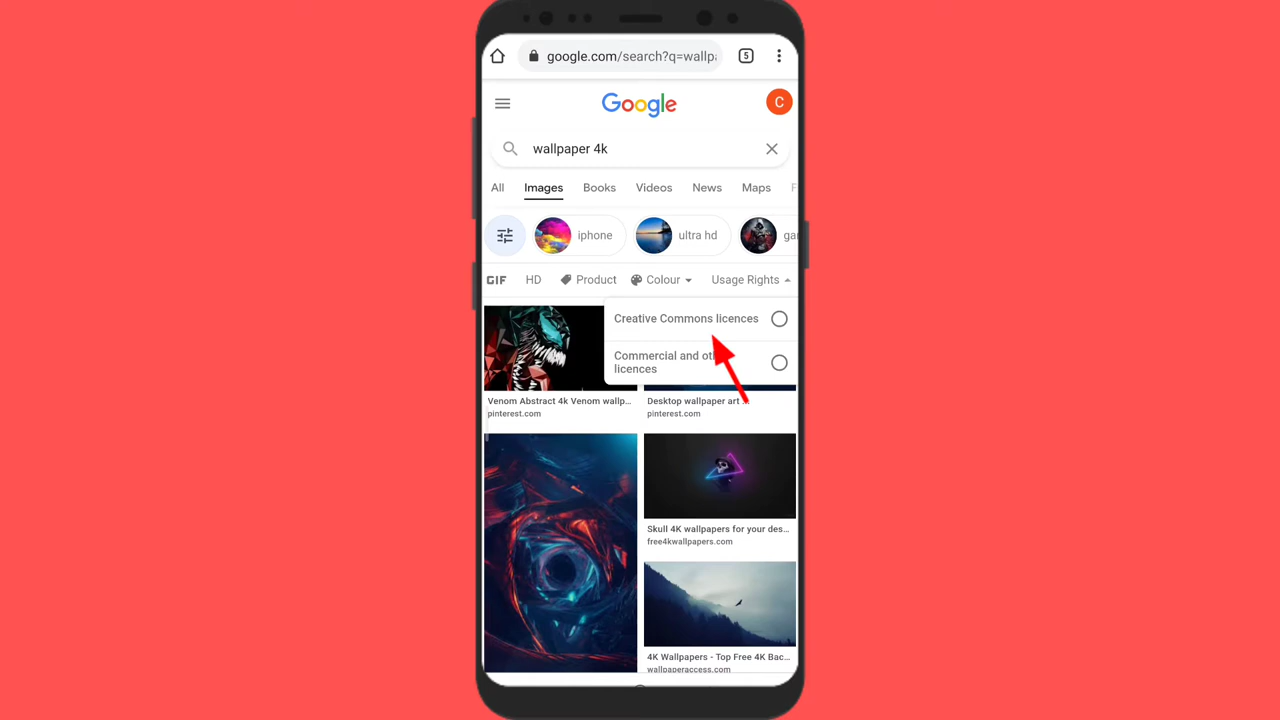 google.com/search?q=wallpa
5
Google
C
wallpaper 4k
All Images Books Videos News Maps F
iphone ultra hd ga
GIF HD Product Colour Usage Rights
Creative Commons licences
Commercial and ot
licences
Venom Abstract 4k Venom wallp...
pinterest.com
Desktop wallpaper art ...
pinterest.com
Skull 4K wallpapers for your des...
free4kwallpapers.com
4K Wallpapers - Top Free 4K Bac...
wallpaperaccess.com